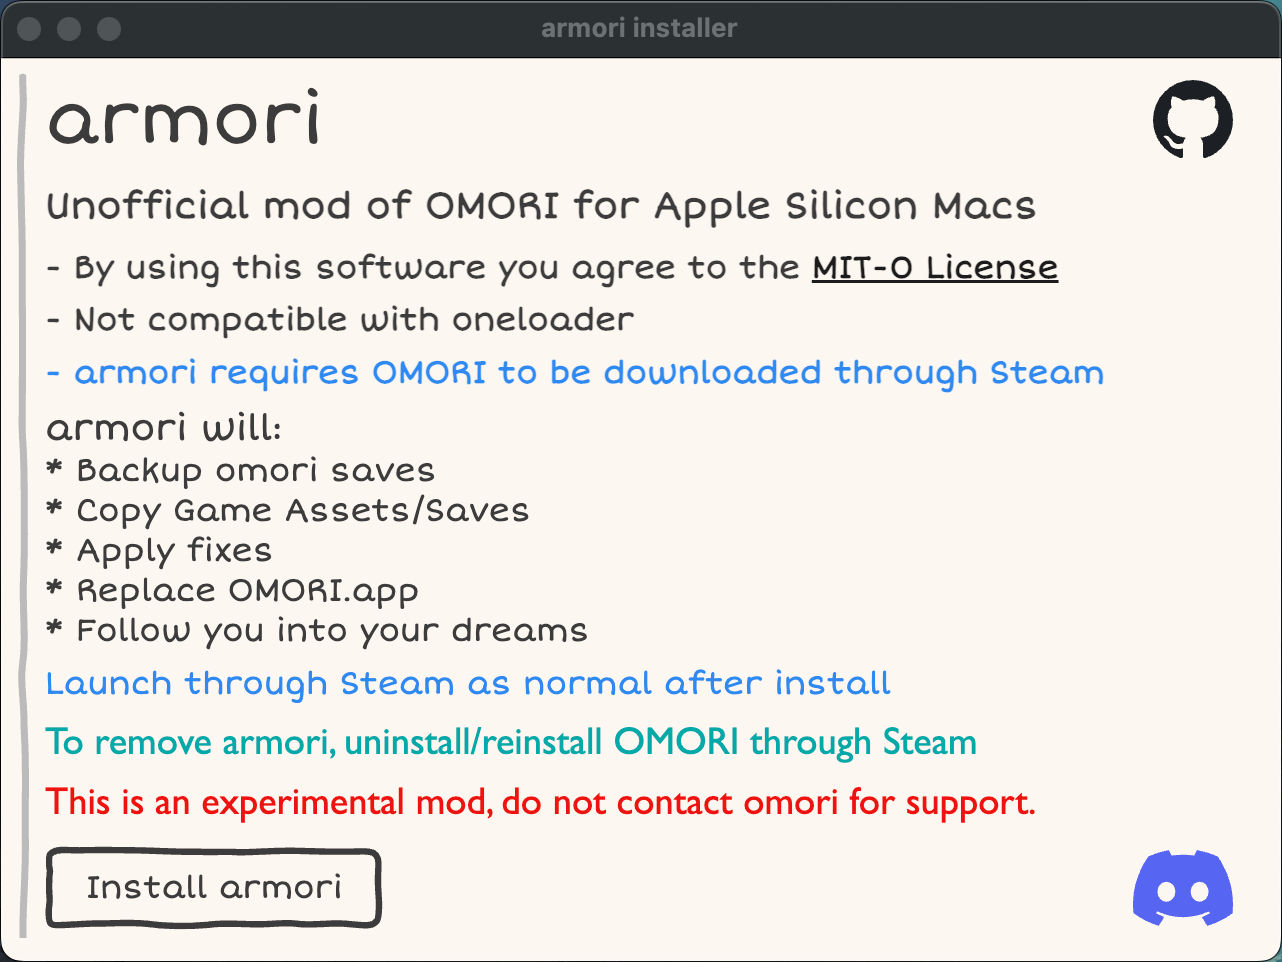 armori installer
armori
Unofficial mod of OMORI for Apple Silicon Macs
- By using this software you agree to the MIT-0 License
- Not compatible with oneloader
- armori requires OMORI to be downloaded through Steam
armori will:
* Backup omori saves
* Copy Game Assets/Saves
* Apply fixes
* Replace OMORI.app
* Follow you into your dreams
Launch through Steam as normal after install
To remove armori, uninstall/reinstall OMORI through Steam
This is an experimental mod, do not contact omori for support.
Install armori